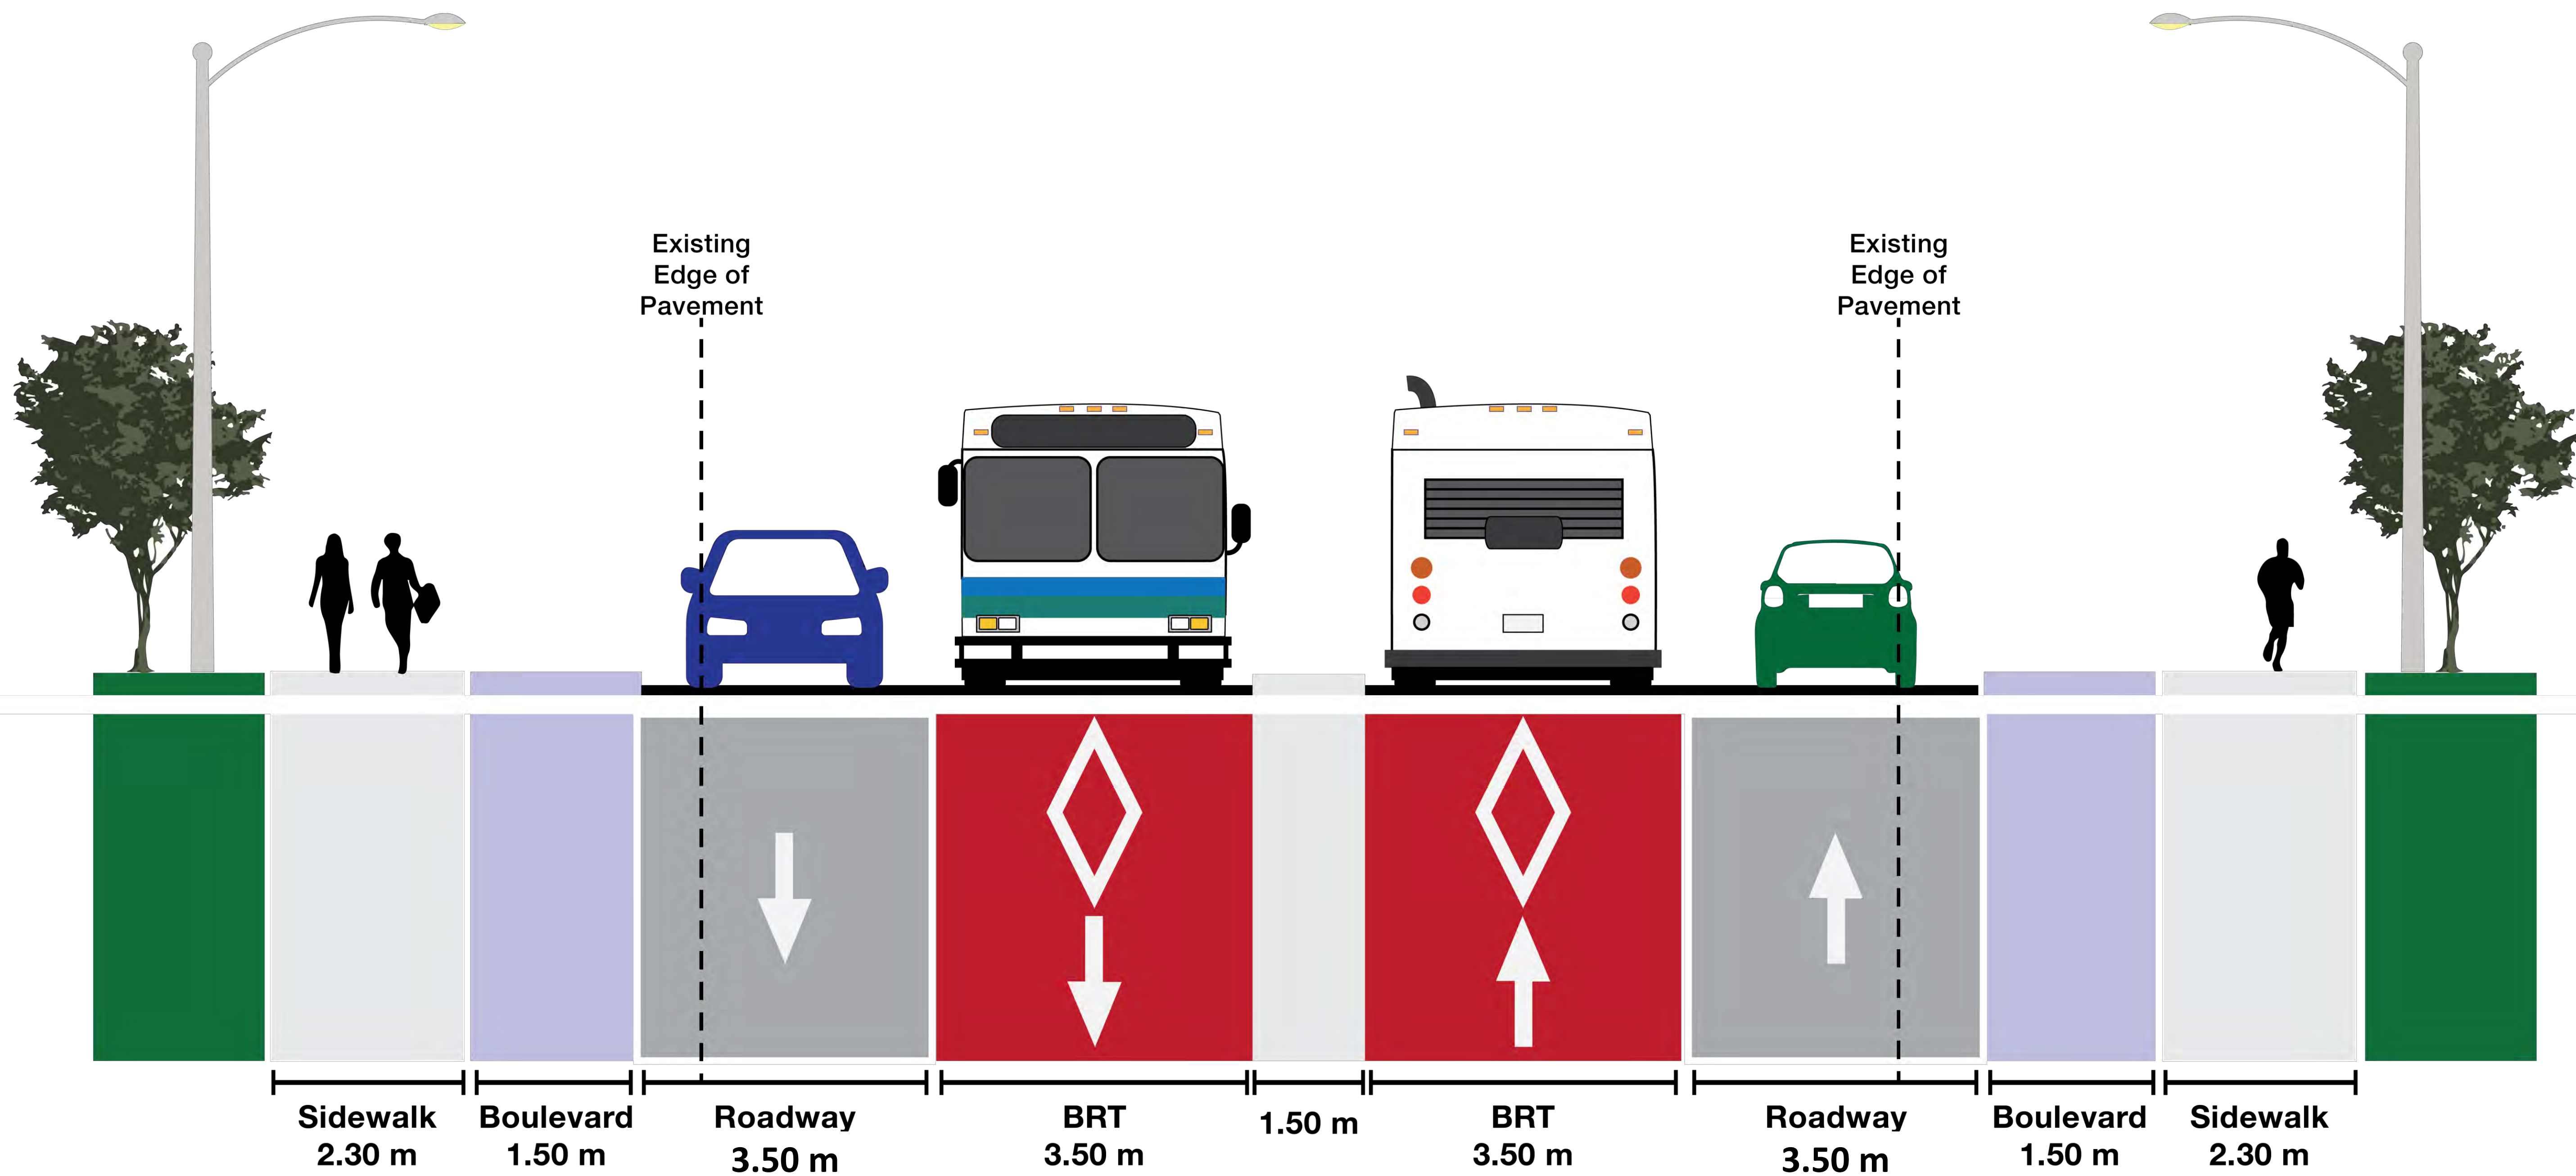 Existing
Edge of
Pavement
Existing
Edge of
Pavement
Sidewalk
2.30 m
Boulevard
1.50 m
Roadway
3.50 m
BRT
3.50 m
1.50 m
BRT
3.50 m
Roadway
3.50 m
Boulevard
1.50 m
Sidewalk
2.30 m